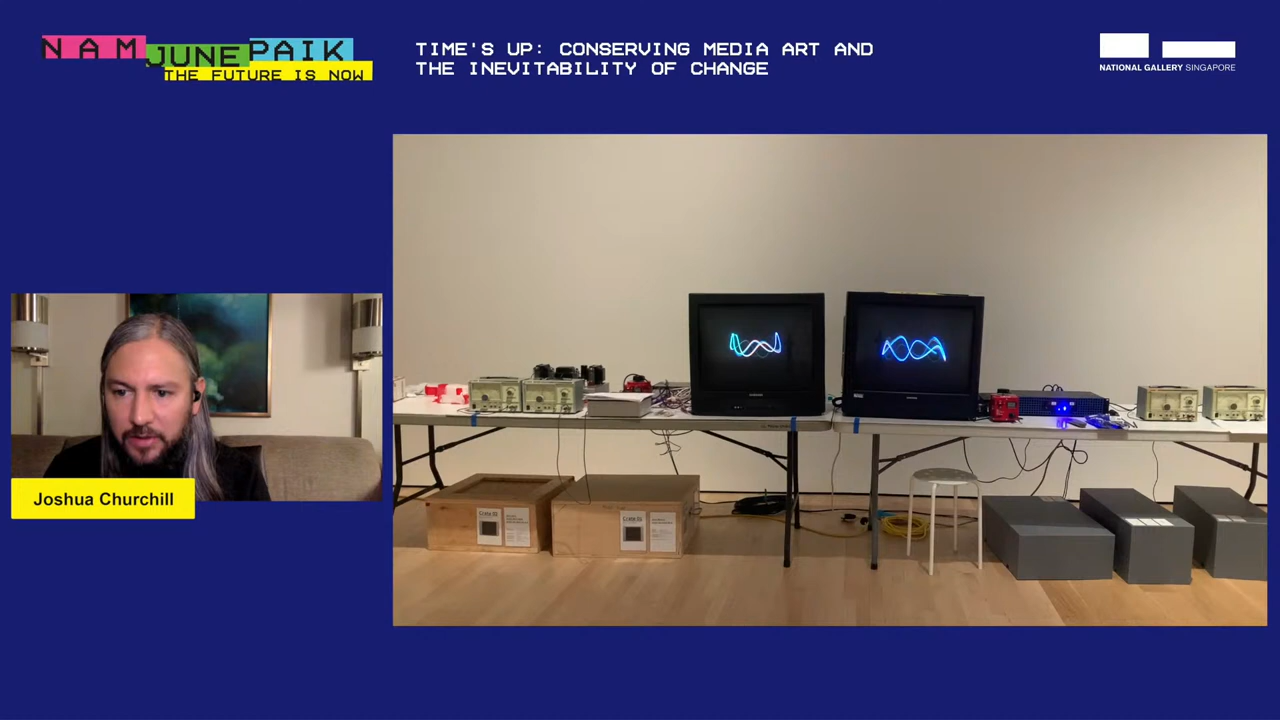 NAM JUNE PAIK
THE FUTURE IS NOW
TIME'S UP: CONSERVING MEDIA ART AND
THE INEVITABILITY OF CHANGE
NATIONAL GALLERY SINGAPORE
Joshua Churchill